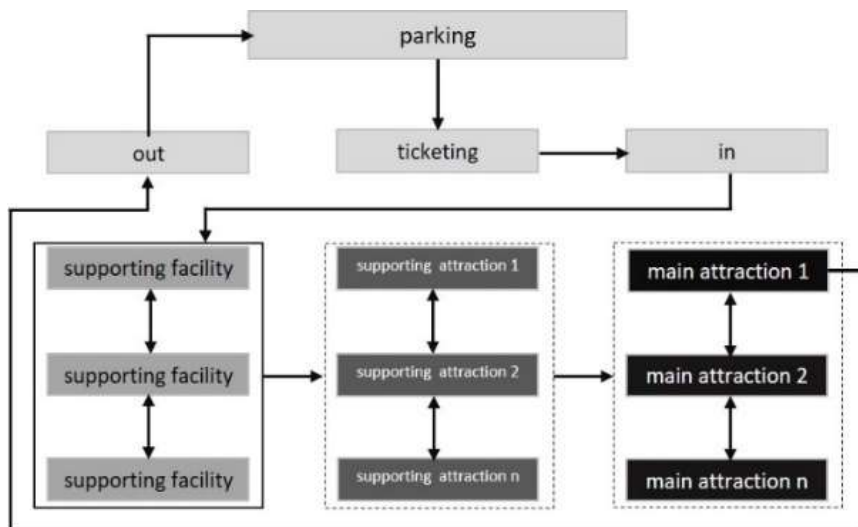 parking
out
ticketing
in
supporting facility
supporting attraction 1
main attraction 1
supporting facility
supporting attraction 2
main attraction 2
supporting facility
supporting attraction n
main attraction n